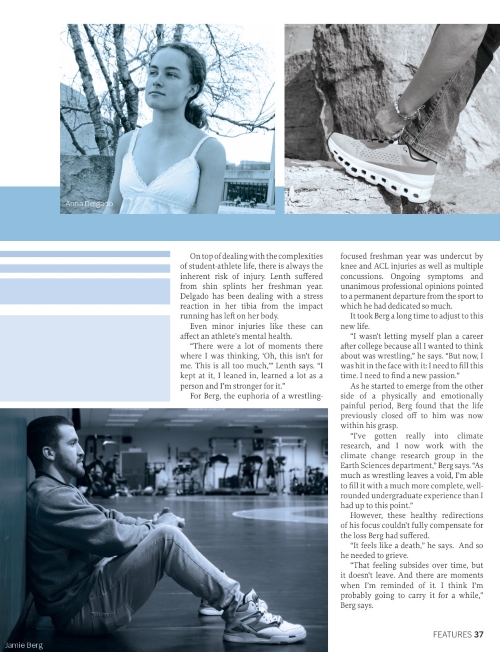 Anna Delgado
On top of dealing with the complexities
of student-athlete life, there is always the
inherent risk of injury. Lenth suffered
from shin splints her freshman year.
Delgado has been dealing with a stress
reaction in her tibia from the impact
running has left on her body.
Even minor injuries like these can
affect an athlete's mental health.
"There were a lot of moments there
where I was thinking, 'Oh, this isn't for
me. This is all too much,'" Lenth says. "I
kept at it, I leaned in, learned a lot as a
person and I'm stronger for it."
For Berg, the euphoria of a wrestling-
focused freshman year was undercut by
knee and ACL injuries as well as multiple
concussions. Ongoing symptoms and
unanimous professional opinions pointed
to a permanent departure from the sport to
which he had dedicated so much.
It took Berg a long time to adjust to this
new life.
"I wasn't letting myself plan a career
after college because all I wanted to think
about was wrestling," he says. "But now, I
was hit in the face with it: I need to fill this
time. I need to find a new passion."
As he started to emerge from the other
side of a physically and emotionally
painful period, Berg found that the life
previously closed off to him was now
within his grasp.
"I've gotten really into climate
research, and I now work with the
climate change research group in the
Earth Sciences department," Berg says. "As
much as wrestling leaves a void, I'm able
to fill it with a much more complete, well-
rounded undergraduate experience than I
had up to this point."
However, these healthy redirections
of his focus couldn't fully compensate for
the loss Berg had suffered.
"It feels like a death," he says. And so
he needed to grieve.
"That feeling subsides over time, but
it doesn't leave. And there are moments
when I'm reminded of it. I think I'm
probably going to carry it for a while,"
Berg says.
Jamie Berg
FEATURES 37